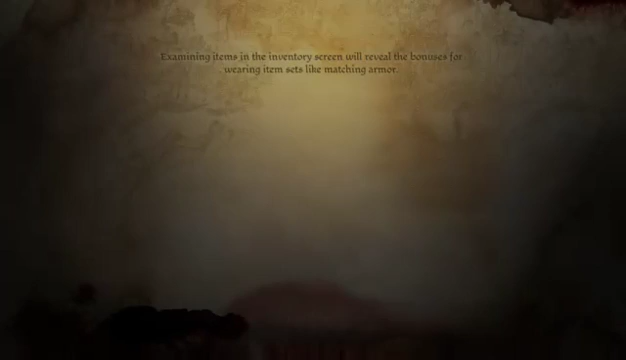 Examining items in the inventory screen will reveal the bonuses for
wearing item sets like matching armor.